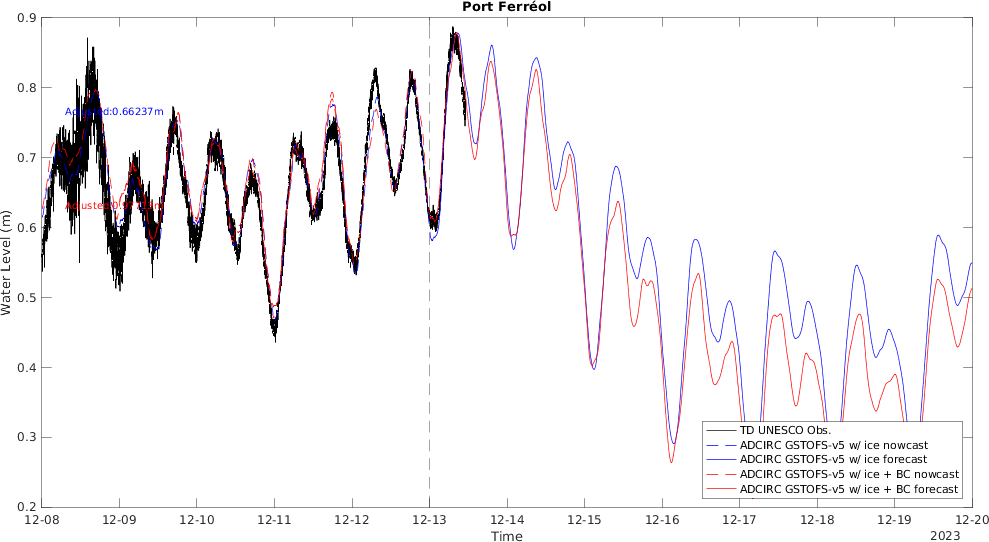 Port Ferréol
0.9
0.8
0.7
0.6
0.5
0.4
0.3
0.2
Water Level (m)
Adjusted:0.66237m
TD UNESCO Obs.
ADCIRC GSTOFS-v5 w/ ice nowcast
ADCIRC GSTOFS-v5 w/ ice forecast
ADCIRC GSTOFS-v5 w/ ice + BC nowcast
ADCIRC GSTOFS-v5 w/ ice + BC forecast
12-08 12-09 12-10 12-11 12-12 12-13 12-14 12-15 12-16 12-17 12-18 12-19 12-20
Time
2023